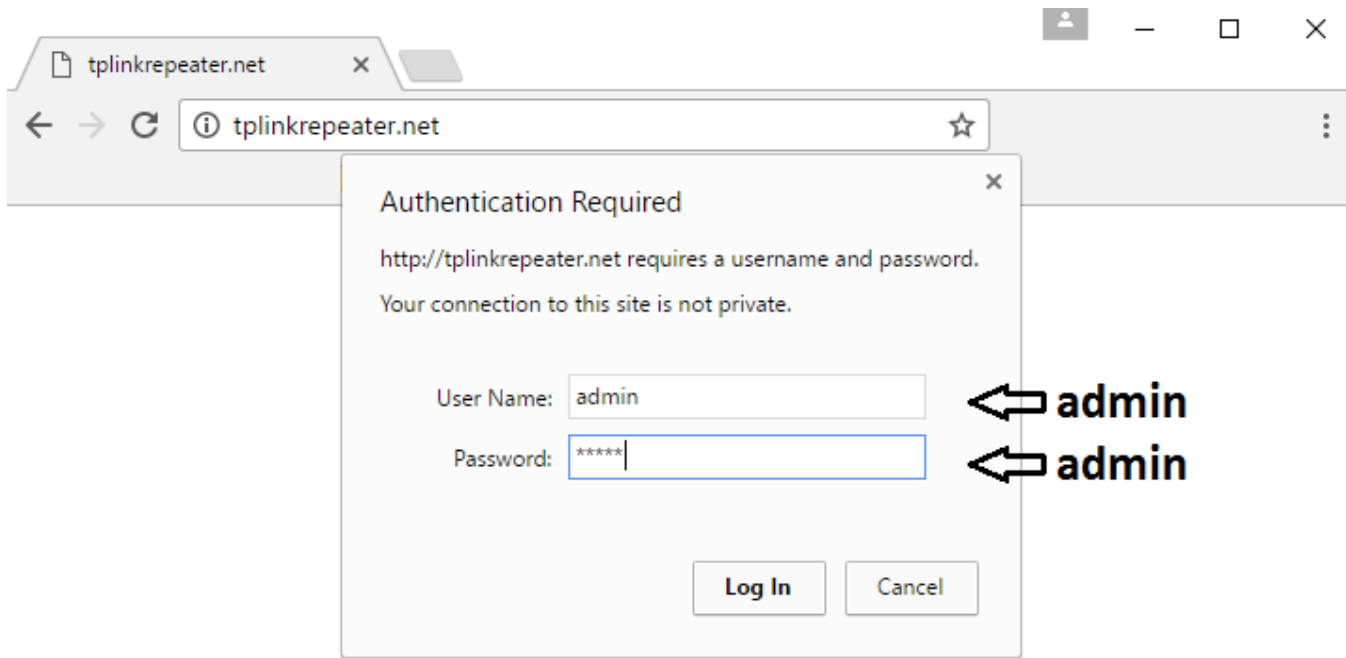 tplinkrepeater.net
tplinkrepeater.net
Authentication Required
http://tplinkrepeater.net requires a username and password.
Your connection to this site is not private.
User Name: admin admin
Password: ***** admin
Log In Cancel